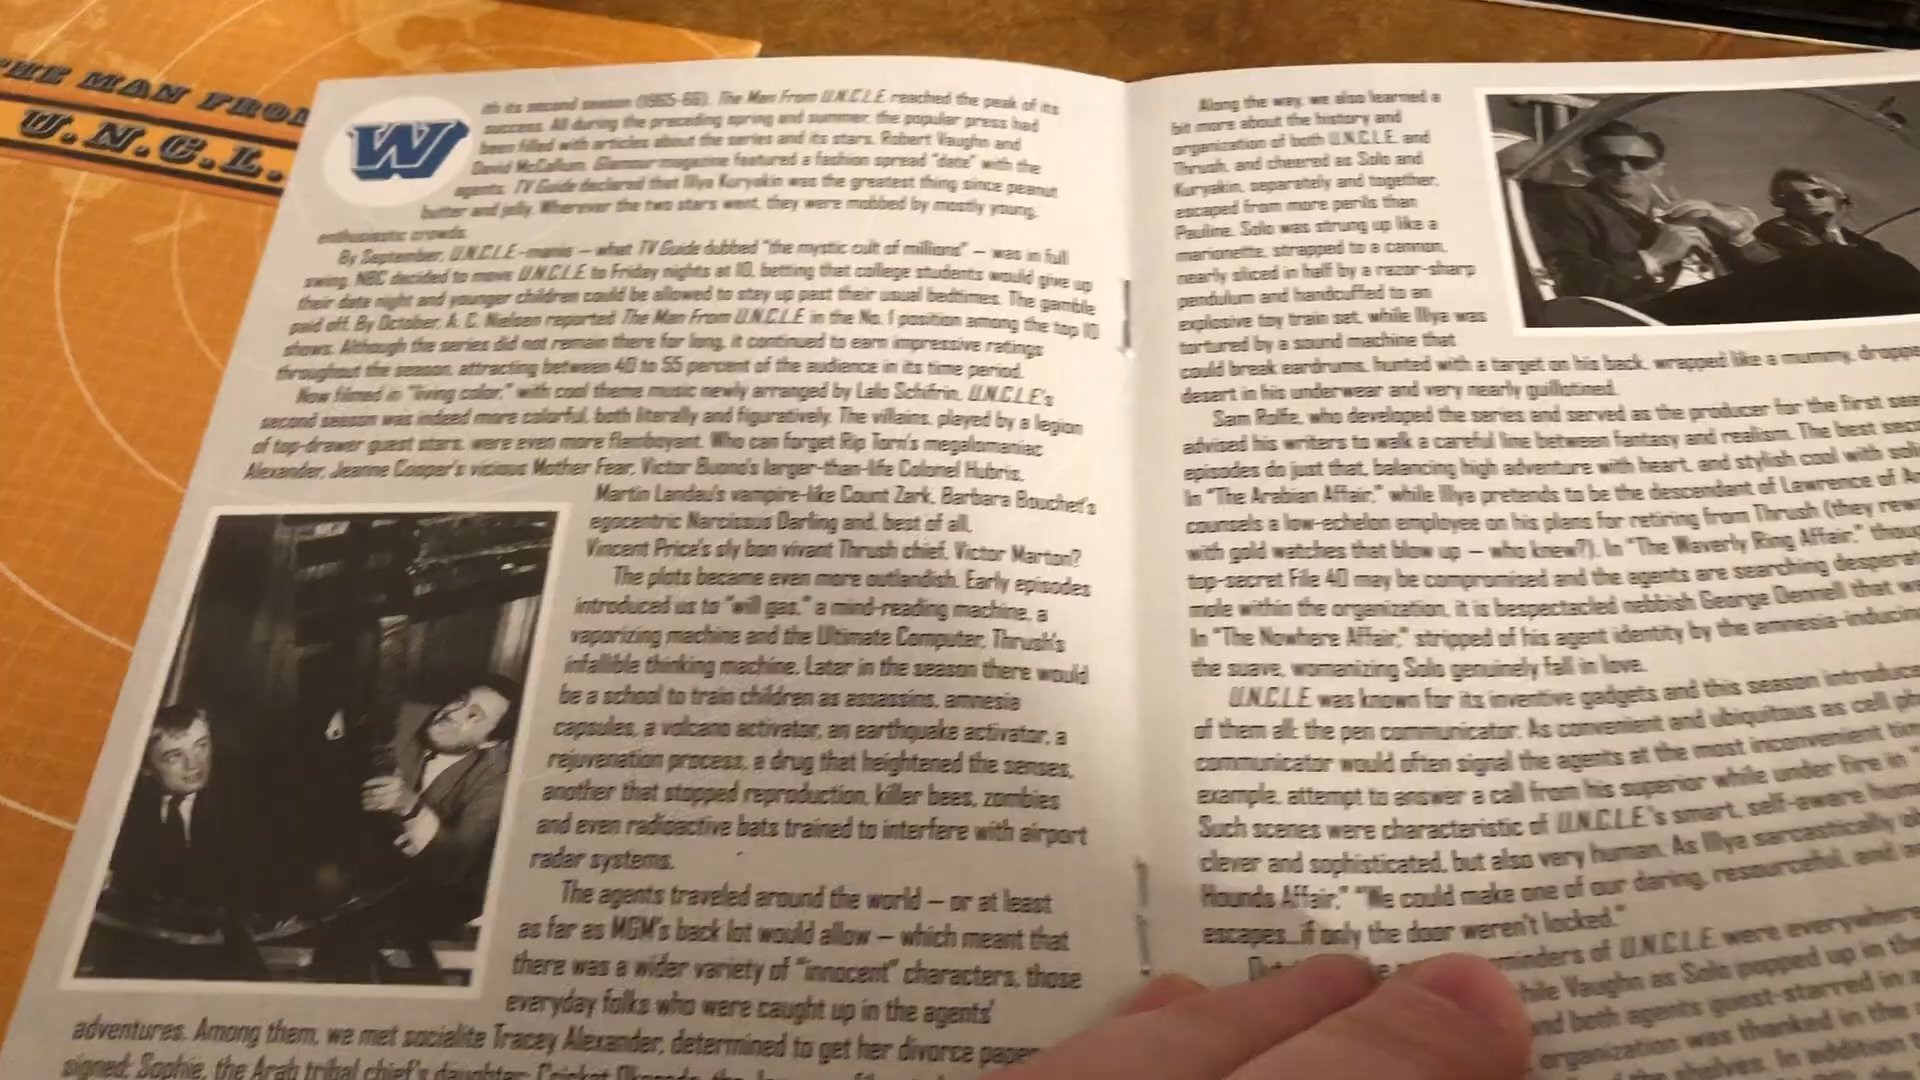 THE MAN FROM
U.N.C.L.
With its second season (1965-66), The Man From U.N.C.L.E. reached the peak of its
success. All during the preceding spring and summer, the popular press had
been filled with articles about the series and its stars, Robert Vaughn and
David McCallum. Glamour magazine featured a fashion spread "date" with the
agents. TV Guide declared that Illya Kuryakin was the greatest thing since peanut
butter and jelly. Wherever the two stars went, they were mobbed by mostly young,
enthusiastic crowds.
By September, U.N.C.L.E.-mania — what TV Guide dubbed "the mystic cult of millions" — was in full
swing. NBC decided to move U.N.C.L.E. to Friday nights at 10, betting that college students would give up
their date night and younger children could be allowed to stay up past their usual bedtimes. The gamble
paid off. By October, A. C. Nielsen reported The Man From U.N.C.L.E. in the No. 1 position among the top 10
shows. Although the series did not remain there for long, it continued to earn impressive ratings
throughout the season, attracting between 40 to 55 percent of the audience in its time period.
Now filmed in "living color," with cool theme music newly arranged by Lalo Schifrin, U.N.C.L.E.'s
second season was indeed more colorful, both literally and figuratively. The villains, played by a legion
of top-drawer guest stars, were even more flamboyant. Who can forget Rip Torn's megalomaniac
Alexander, Jeanne Cooper's vicious Mother Fear, Victor Buono's larger-than-life Colonel Hubris,
Martin Landau's vampire-like Count Zark, Barbara Bouchet's
egocentric Narcissus Darling and, best of all,
Vincent Price's sly bon vivant Thrush chief, Victor Marton?
The plots became even more outlandish. Early episodes
introduced us to "will gas," a mind-reading machine, a
vaporizing machine and the Ultimate Computer, Thrush's
infallible thinking machine. Later in the season there would
be a school to train children as assassins, amnesia
capsules, a volcano activator, an earthquake activator, a
rejuvenation process, a drug that heightened the senses,
another that stopped reproduction, killer bees, zombies
and even radioactive bats trained to interfere with airport
radar systems.
The agents traveled around the world — or at least
as far as MGM's back lot would allow — which meant that
there was a wider variety of "innocent" characters, those
everyday folks who were caught up in the agents'
adventures. Among them, we met socialite Tracey Alexander, determined to get her divorce papers
signed; Sophie, the Arab tribal chief's daughter;
Along the way, we also learned a
bit more about the history and
organization of both U.N.C.L.E. and
Thrush, and cheered as Solo and
Kuryakin, separately and together,
escaped from more perils than
Pauline. Solo was strung up like a
marionette, strapped to a cannon,
nearly sliced in half by a razor-sharp
pendulum and handcuffed to an
explosive toy train set, while Illya was
tortured by a sound machine that
could break eardrums, hunted with a target on his back, wrapped like a mummy, droppe
desert in his underwear and very nearly guillotined.
Sam Rolfe, who developed the series and served as the producer for the first sea
advised his writers to walk a careful line between fantasy and realism. The best seco
episodes do just that, balancing high adventure with heart, and stylish cool with soli
In "The Arabian Affair," while Illya pretends to be the descendent of Lawrence of A
counsels a low-echelon employee on his plans for retiring from Thrush (they rew
with gold watches that blow up — who knew?). In "The Waverly Ring Affair," thoug
top-secret File 40 may be compromised and the agents are searching desperat
mole within the organization, it is bespectacled nebbish George Dennell that w
In "The Nowhere Affair," stripped of his agent identity by the amnesia-inducin
the suave, womanizing Solo genuinely fall in love.
U.N.C.L.E. was known for its inventive gadgets and this season introduce
of them all: the pen communicator. As convenient and ubiquitous as cell ph
communicator would often signal the agents at the most inconvenient tim
example, attempt to answer a call from his superior while under fire in "
Such scenes were characteristic of U.N.C.L.E.'s smart, self-aware hum
clever and sophisticated, but also very human. As Illya sarcastically ob
Hounds Affair," "We could make one of our daring, resourceful, and a
escapes...if only the door weren't locked."
minders of U.N.C.L.E. were everywhere
hile Vaughn as Solo popped up in the
nd both agents guest-starred in a
organization was thanked in the
the shelves. In addition